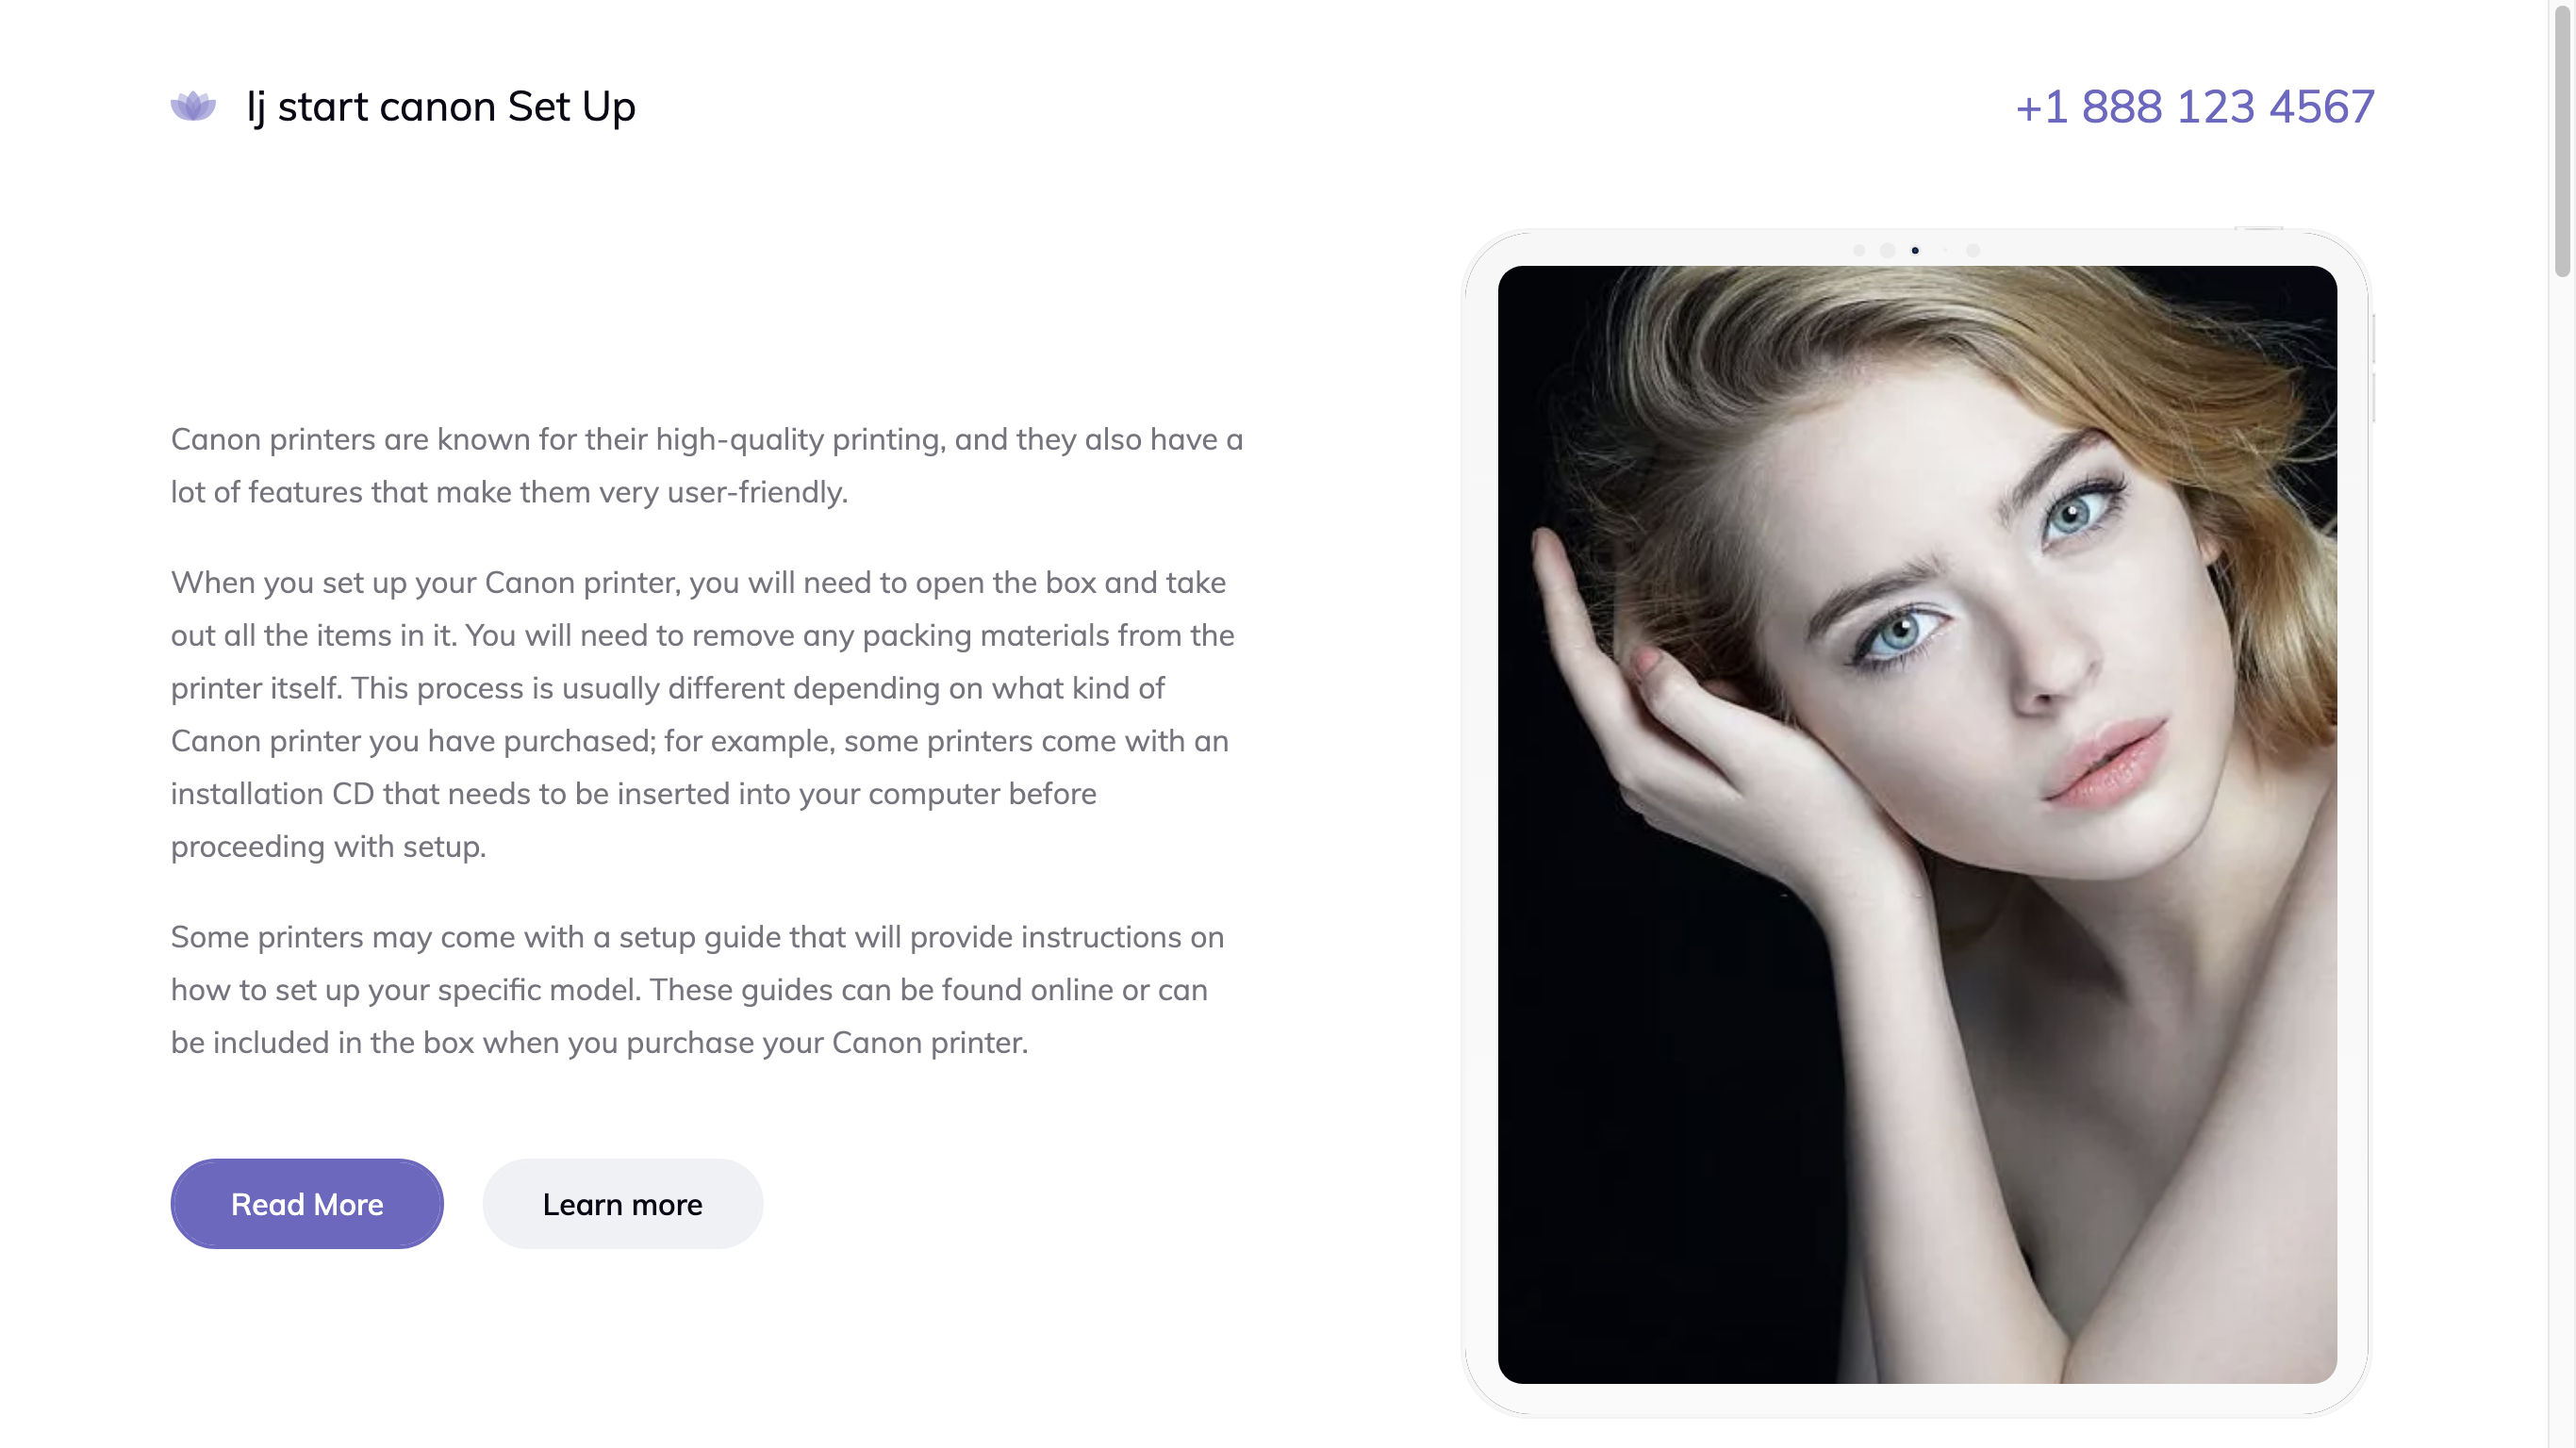 Ij start canon Set Up
+1 888 123 4567
Canon printers are known for their high-quality printing, and they also have a
lot of features that make them very user-friendly.
When you set up your Canon printer, you will need to open the box and take
out all the items in it. You will need to remove any packing materials from the
printer itself. This process is usually different depending on what kind of
Canon printer you have purchased; for example, some printers come with an
installation CD that needs to be inserted into your computer before
proceeding with setup.
Some printers may come with a setup guide that will provide instructions on
how to set up your specific model. These guides can be found online or can
be included in the box when you purchase your Canon printer.
Read More
Learn more